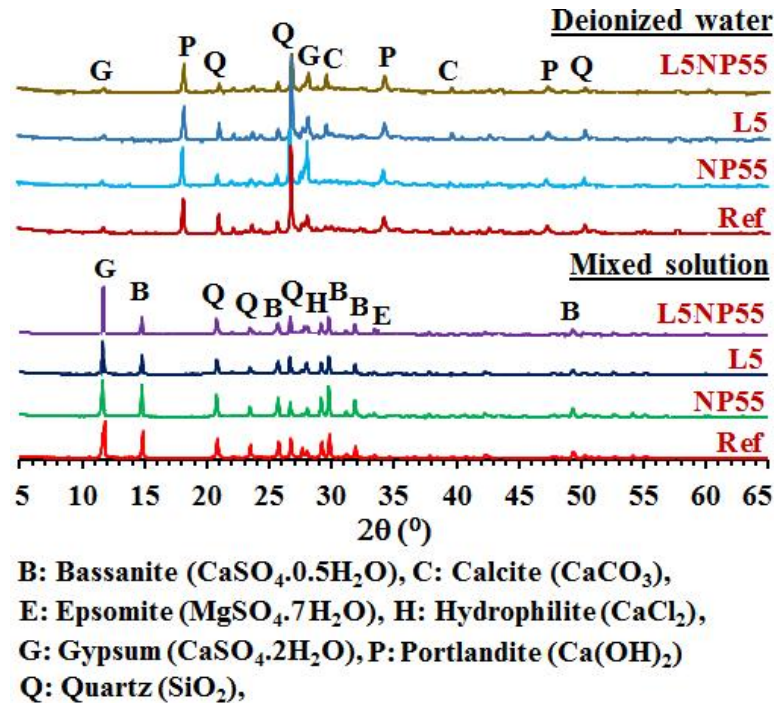 Deionized water
G P Q Q G C P C P Q
L5NP55
L5
NP55
Ref
Mixed solution
G B Q Q B Q H B B E B
L5NP55
L5
NP55
Ref
5 10 15 20 25 30 35 40 45 50 55 60 65
2θ (⁰)
B: Bassanite (CaSO₄.0.5H₂O), C: Calcite (CaCO₃),
E: Epsomite (MgSO₄.7H₂O), H: Hydrophilite (CaCl₂),
G: Gypsum (CaSO₄.2H₂O), P: Portlandite (Ca(OH)₂)
Q: Quartz (SiO₂),